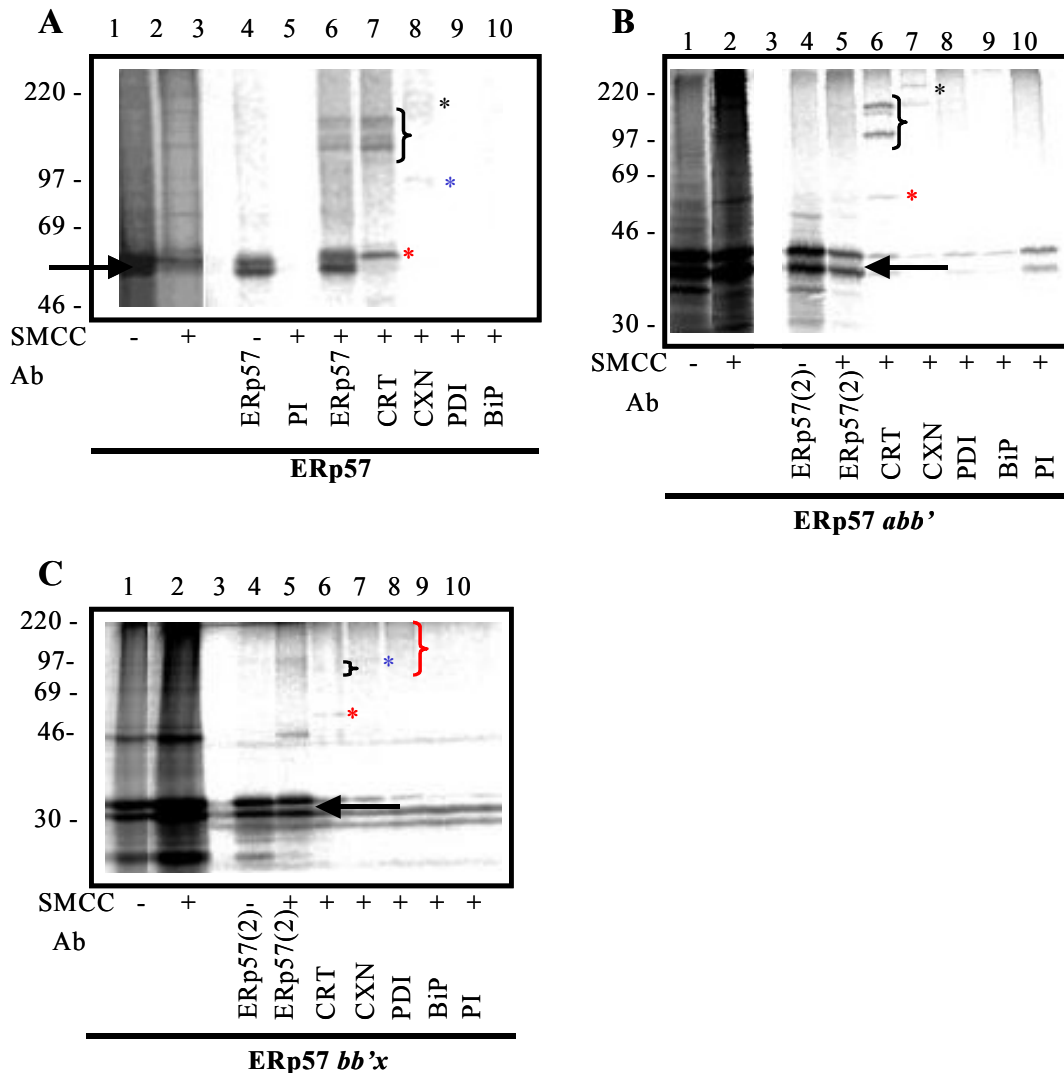 A
1 2 3 4 5 6 7 8 9 10
220 -
97 -
69 -
46 -
*
*
*
SMCC - + - + + + + + +
Ab
ERp57
PI
ERp57
CRT
CXN
PDI
BiP
ERp57
B
1 2 3 4 5 6 7 8 9 10
220 -
97 -
69 -
46 -
30 -
*
*
SMCC - + - + + + + + +
Ab
ERp57(2)
ERp57(2)
CRT
CXN
PDI
BiP
PI
ERp57 abb’
C
1 2 3 4 5 6 7 8 9 10
220 -
97-
69 -
46-
30 -
*
*
SMCC - + - + + + + + +
Ab
ERp57(2)
ERp57(2)
CRT
CXN
PDI
BiP
PI
ERp57 bb’x